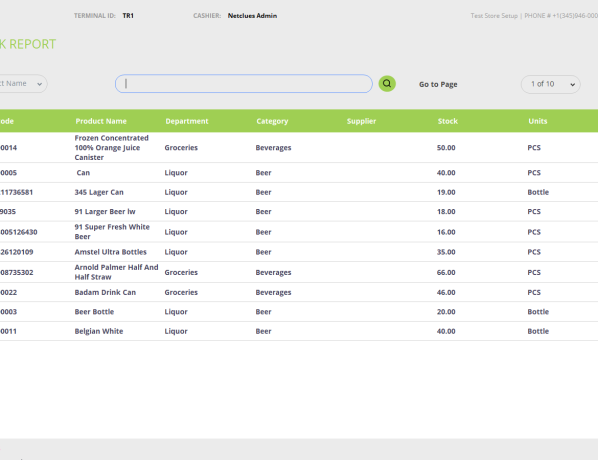 TERMINAL ID: TR1 CASHIER: Netclues Admin Test Store Setup | PHONE # +1(345)946-000
K REPORT
ct Name Go to Page 1 of 10
ode Product Name Department Category Supplier Stock Units
0014 Frozen Concentrated 100% Orange Juice Canister Groceries Beverages 50.00 PCS
0005 Can Liquor Beer 40.00 PCS
11736581 345 Lager Can Liquor Beer 19.00 Bottle
9035 91 Larger Beer lw Liquor Beer 18.00 PCS
005126430 91 Super Fresh White Beer Liquor Beer 16.00 PCS
26120109 Amstel Ultra Bottles Liquor Beer 35.00 PCS
08735302 Arnold Palmer Half And Half Straw Groceries Beverages 66.00 PCS
0022 Badam Drink Can Groceries Beverages 46.00 PCS
0003 Beer Bottle Liquor Beer 20.00 Bottle
0011 Belgian White Liquor Beer 40.00 Bottle